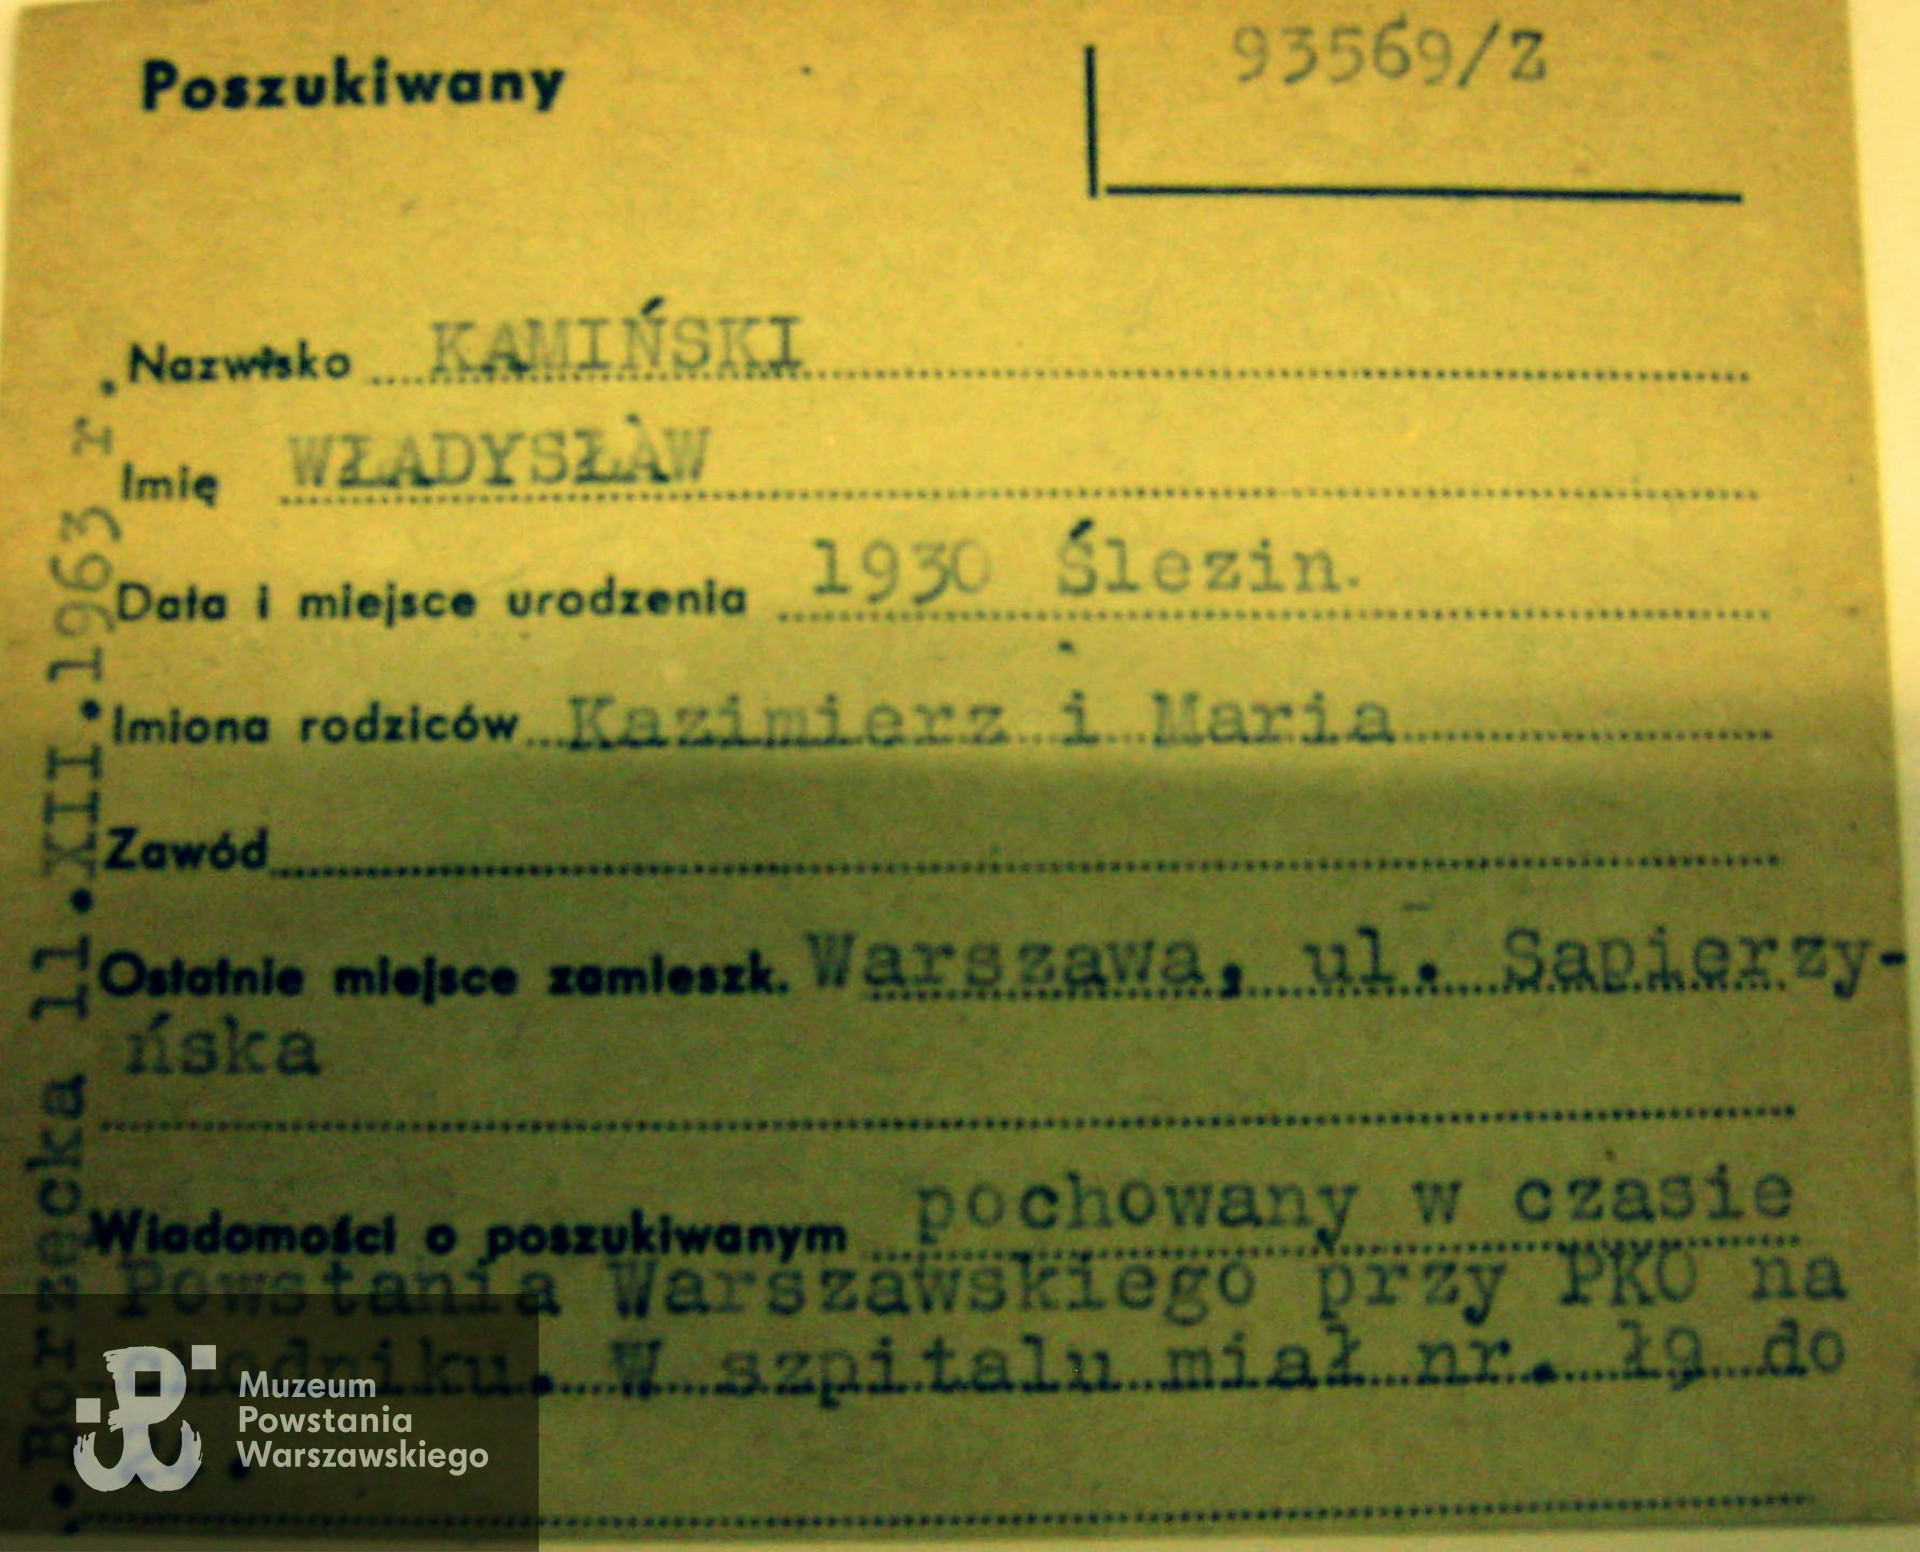 Poszukiwany
93569/Z
Nazwisko KAMIŃSKI
Imię WŁADYSŁAW
Data i miejsce urodzenia 1930 Ślezin.
Imiona rodziców Kazimierz i Maria
Zawód
Ostatnie miejsce zamieszk. Warszawa, ul. Sapierzy-
ńska
Wiadomości o poszukiwanym pochowany w czasie
Powstania Warszawskiego przy PKO na
W szpitalu miał nr. 19 do
Borzęcka 11.XII.1963 r.
Muzeum
Powstania
Warszawskiego